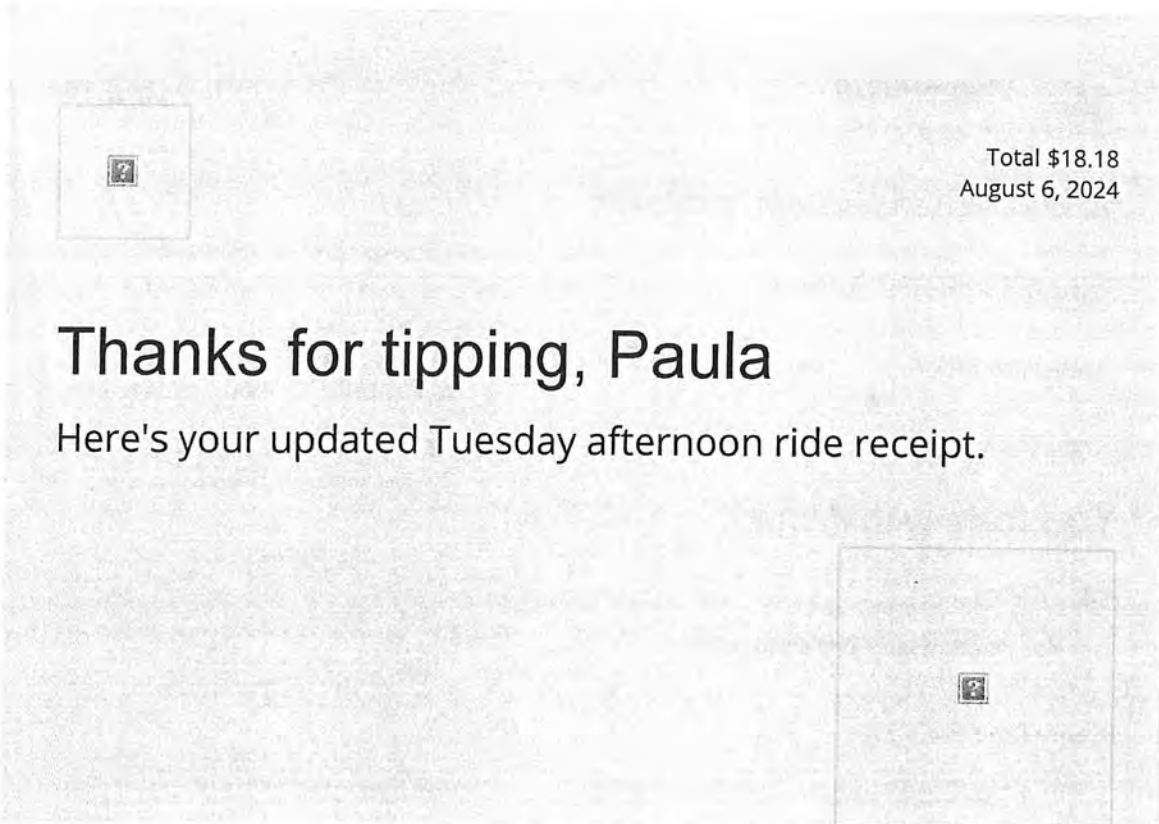 Total $18.18
August 6, 2024
Thanks for tipping, Paula
Here's your updated Tuesday afternoon ride receipt.